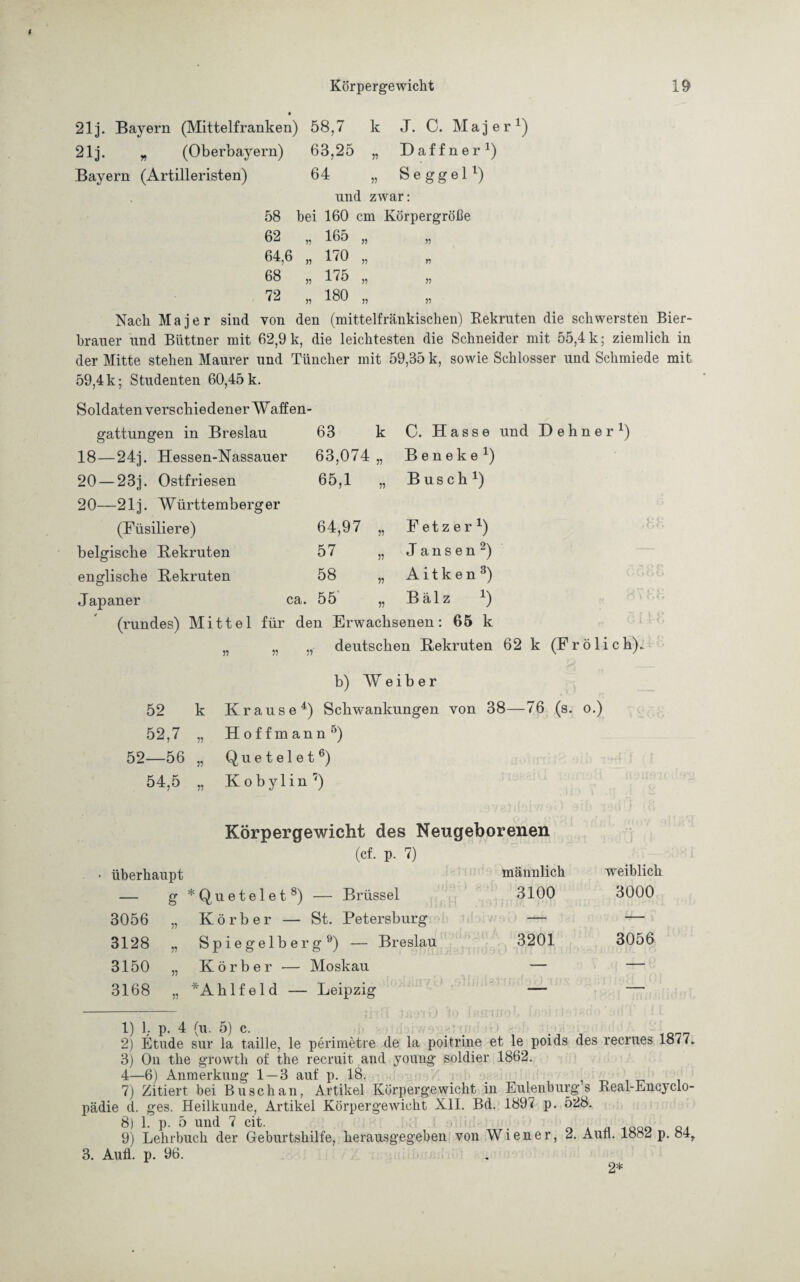 Körpergewicht 19
21j. Bayern (Mittelfranken) 58,7 k J. C. Majer¹)
21j. „ (Oberbayern) 63,25 „ Daffner¹)
Bayern (Artilleristen) 64 „ Seggel¹)
und zwar:
58 bei 160 cm Körpergröße
62 „ 165 „ „
64,6 „ 170 „ „
68 „ 175 „ „
72 „ 180 „ „
Nach Majer sind von den (mittelfränkischen) Rekruten die schwersten Bier-
brauer und Büttner mit 62,9 k, die leichtesten die Schneider mit 55,4 k; ziemlich in
der Mitte stehen Maurer und Tüncher mit 59,35 k, sowie Schlosser und Schmiede mit
59,4 k; Studenten 60,45 k.
Soldaten verschiedener Waffen-
gattungen in Breslau 63 k C. Hasse und Dehner¹)
18—24j. Hessen-Nassauer 63,074 „ Beneke¹)
20—23j. Ostfriesen 65,1 „ Busch¹)
20—21j. Württemberger
(Füsiliere) 64,97 „ Fetzer¹)
belgische Rekruten 57 „ Jansen²)
englische Rekruten 58 „ Aitken³)
Japaner ca. 55 „ Bälz ¹)
(rundes) Mittel für den Erwachsenen: 65 k
„ „ „ deutschen Rekruten 62 k (Frölich).
b) Weiber
52 k Krause⁴) Schwankungen von 38—76 (s. o.)
52,7 „ Hoffmann⁵)
52—56 „ Quetelet⁶)
54,5 „ Kobylin⁷)
Körpergewicht des Neugeborenen
(cf. p. 7)
überhaupt männlich weiblich
— g *Quetelet⁸) — Brüssel 3100 3000
3056 „ Körber — St. Petersburg — —
3128 „ Spiegelberg⁹) — Breslau 3201 3056
3150 „ Körber — Moskau — —
3168 „ *Ahlfeld — Leipzig — —
1) l. p. 4 (u. 5) c.
2) Étude sur la taille, le périmètre de la poitrine et le poids des recrues 1877.
3) On the growth of the recruit and young soldier 1862.
4—6) Anmerkung 1—3 auf p. 18.
7) Zitiert bei Buschan, Artikel Körpergewicht in Eulenburg's Real-Encyclo-
pädie d. ges. Heilkunde, Artikel Körpergewicht XII. Bd. 1897 p. 528.
8) l. p. 5 und 7 cit.
9) Lehrbuch der Geburtshilfe, herausgegeben von Wiener, 2. Aufl. 1882 p. 84,
3. Aufl. p. 96.
2*